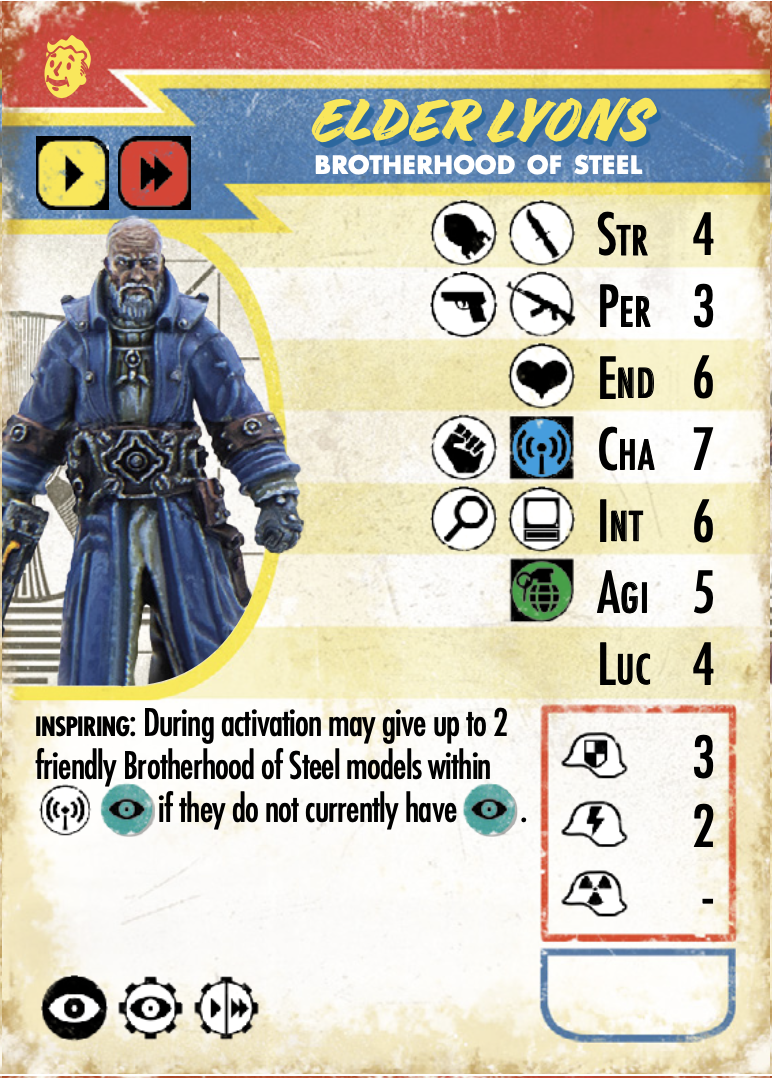 ELDER LYONS
BROTHERHOOD OF STEEL
STR 4
PER 3
END 6
CHA 7
INT 6
AGI 5
LUC 4
INSPIRING: During activation may give up to 2
friendly Brotherhood of Steel models within
if they do not currently have .
3
2
-